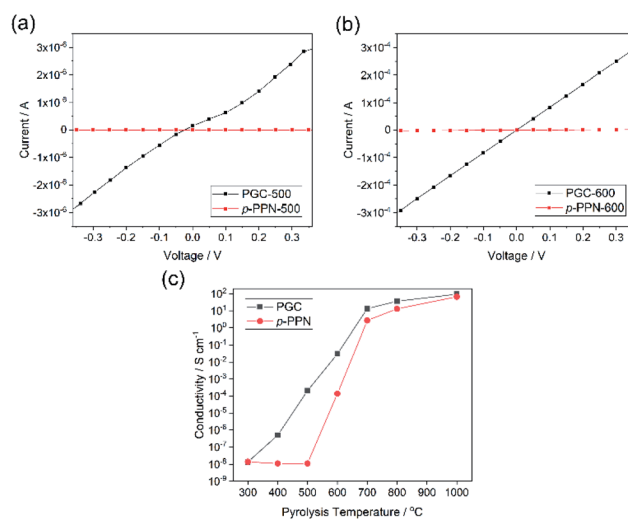 (a)
3x10⁻⁶
2x10⁻⁶
1x10⁻⁶
0
-1x10⁻⁶
-2x10⁻⁶
-3x10⁻⁶
Current / A
PGC-500
p-PPN-500
-0.3 -0.2 -0.1 0.0 0.1 0.2 0.3
Voltage / V
(b)
3x10⁻⁴
2x10⁻⁴
1x10⁻⁴
0
-1x10⁻⁴
-2x10⁻⁴
-3x10⁻⁴
Current / A
PGC-600
p-PPN-600
-0.3 -0.2 -0.1 0.0 0.1 0.2 0.3
Voltage / V
(c)
10²
10¹
10⁰
10⁻¹
10⁻²
10⁻³
10⁻⁴
10⁻⁵
10⁻⁶
10⁻⁷
10⁻⁸
10⁻⁹
Conductivity / S cm⁻¹
PGC
p-PPN
300 400 500 600 700 800 900 1000
Pyrolysis Temperature / °C